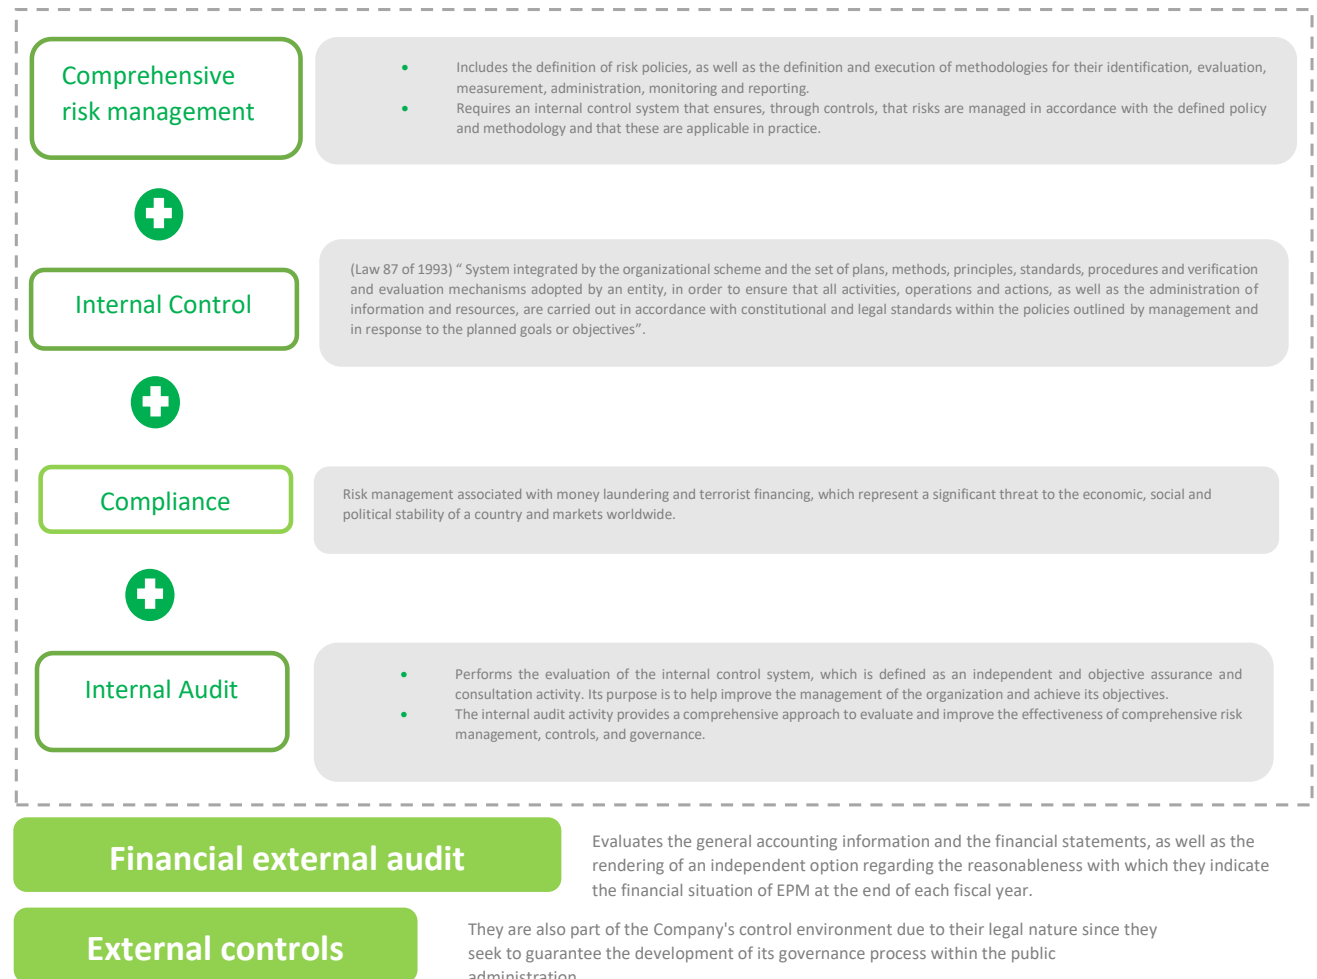 Comprehensive
risk management
• Includes the definition of risk policies, as well as the definition and execution of methodologies for their identification, evaluation,
measurement, administration, monitoring and reporting.
• Requires an internal control system that ensures, through controls, that risks are managed in accordance with the defined policy
and methodology and that these are applicable in practice.
Internal Control
(Law 87 of 1993) “ System integrated by the organizational scheme and the set of plans, methods, principles, standards, procedures and verification
and evaluation mechanisms adopted by an entity, in order to ensure that all activities, operations and actions, as well as the administration of
information and resources, are carried out in accordance with constitutional and legal standards within the policies outlined by management and
in response to the planned goals or objectives”.
Compliance
Risk management associated with money laundering and terrorist financing, which represent a significant threat to the economic, social and
political stability of a country and markets worldwide.
Internal Audit
• Performs the evaluation of the internal control system, which is defined as an independent and objective assurance and
consultation activity. Its purpose is to help improve the management of the organization and achieve its objectives.
• The internal audit activity provides a comprehensive approach to evaluate and improve the effectiveness of comprehensive risk
management, controls, and governance.
Financial external audit
Evaluates the general accounting information and the financial statements, as well as the
rendering of an independent option regarding the reasonableness with which they indicate
the financial situation of EPM at the end of each fiscal year.
External controls
They are also part of the Company's control environment due to their legal nature since they
seek to guarantee the development of its governance process within the public
administration